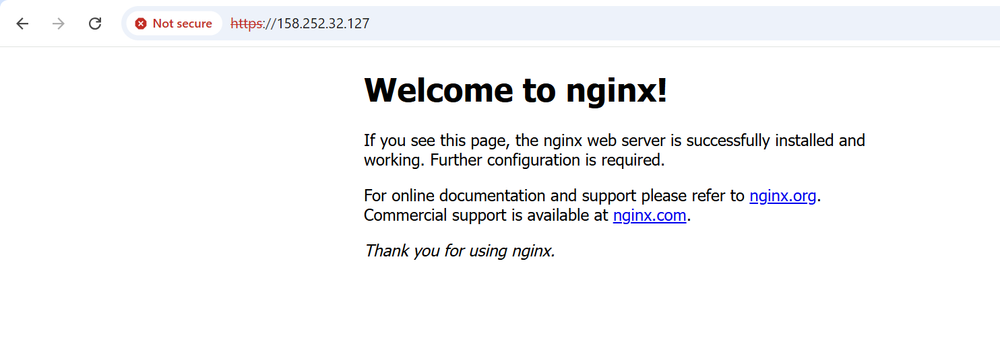 Not secure https://158.252.32.127
Welcome to nginx!
If you see this page, the nginx web server is successfully installed and
working. Further configuration is required.
For online documentation and support please refer to nginx.org.
Commercial support is available at nginx.com.
Thank you for using nginx.